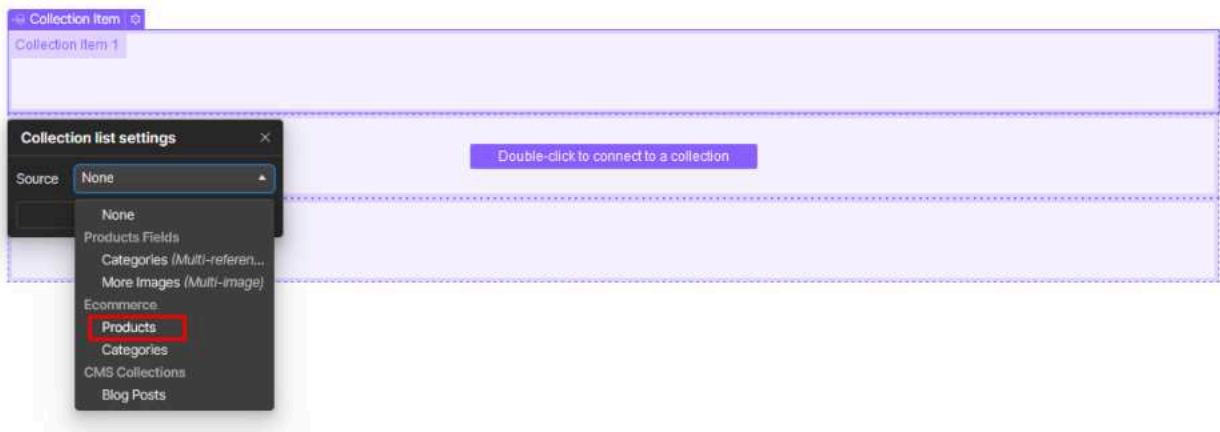 Collection Item
Collection Item 1
Collection list settings
Double-click to connect to a collection
Source None
None
Products Fields
Categories (Multi-referen...
More Images (Multi-image)
Ecommerce
Products
Categories
CMS Collections
Blog Posts